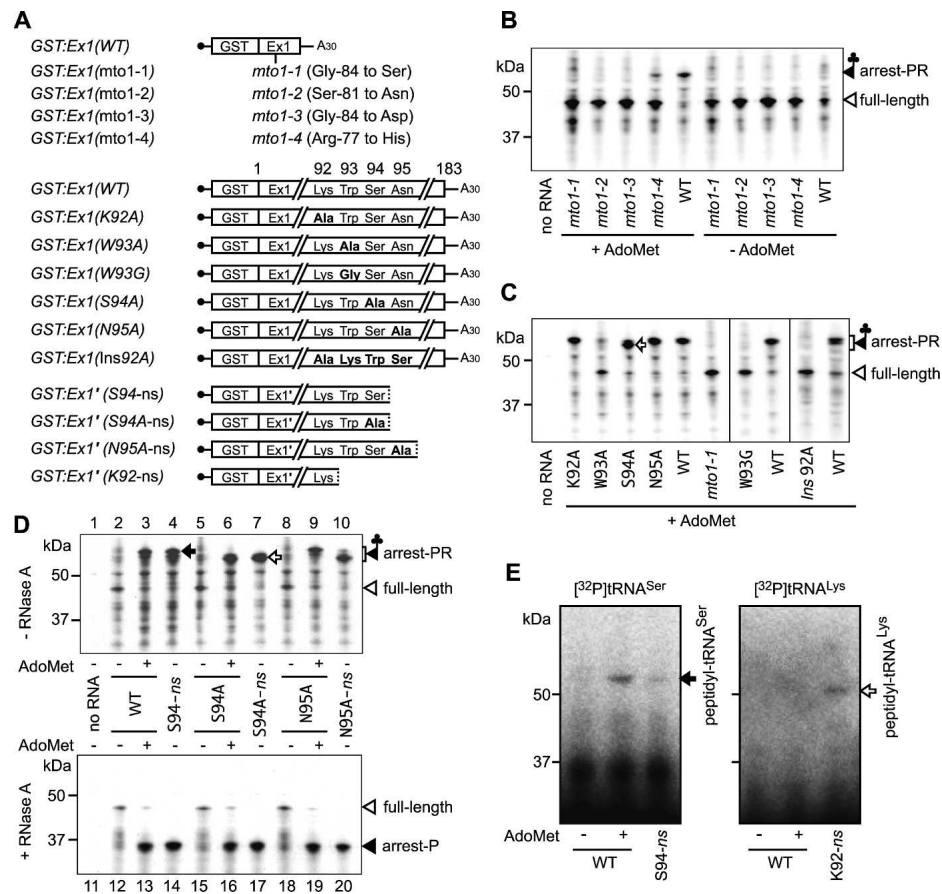 A
GST:Ex1(WT) GST Ex1 A30
GST:Ex1(mto1-1) mto1-1 (Gly-84 to Ser)
GST:Ex1(mto1-2) mto1-2 (Ser-81 to Asn)
GST:Ex1(mto1-3) mto1-3 (Gly-84 to Asp)
GST:Ex1(mto1-4) mto1-4 (Arg-77 to His)
1 92 93 94 95 183
GST:Ex1(WT) GST Ex1 Lys Trp Ser Asn A30
GST:Ex1(K92A) GST Ex1 Ala Trp Ser Asn A30
GST:Ex1(W93A) GST Ex1 Lys Ala Ser Asn A30
GST:Ex1(W93G) GST Ex1 Lys Gly Ser Asn A30
GST:Ex1(S94A) GST Ex1 Lys Trp Ala Asn A30
GST:Ex1(N95A) GST Ex1 Lys Trp Ser Ala A30
GST:Ex1(Ins92A) GST Ex1 Ala Lys Trp Ser A30
GST:Ex1' (S94-ns) GST Ex1' Lys Trp Ser
GST:Ex1' (S94A-ns) GST Ex1' Lys Trp Ala
GST:Ex1' (N95A-ns) GST Ex1' Lys Trp Ser Ala
GST:Ex1' (K92-ns) GST Ex1' Lys
B
kDa
50
37
arrest-PR
full-length
no RNA mto1-1 mto1-2 mto1-3 mto1-4 WT mto1-1 mto1-2 mto1-3 mto1-4 WT
+ AdoMet - AdoMet
C
kDa
50
37
arrest-PR
full-length
no RNA K92A W93A S94A N95A WT mto1-1 W93G WT Ins 92A WT
+ AdoMet
D
1 2 3 4 5 6 7 8 9 10
kDa
50
37
- RNase A
arrest-PR
full-length
AdoMet - - + - - + - - + -
no RNA WT S94-ns S94A S94A-ns N95A N95A-ns
AdoMet - - + - - + - - + -
kDa
50
37
+ RNase A
full-length
arrest-P
11 12 13 14 15 16 17 18 19 20
E
[32P]tRNASer [32P]tRNALys
kDa
50
37
peptidyl-tRNASer
kDa
50
37
peptidyl-tRNALys
AdoMet - + S94-ns - + K92-ns
WT WT